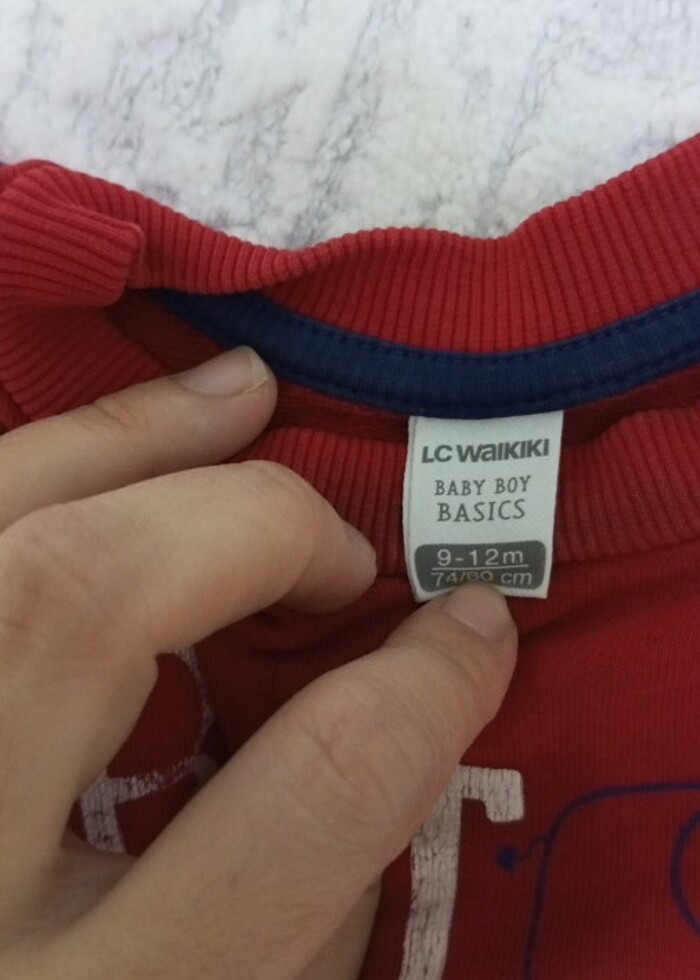 LC WAIKIKI
BABY BOY
BASICS
9-12m
74/80 cm
T